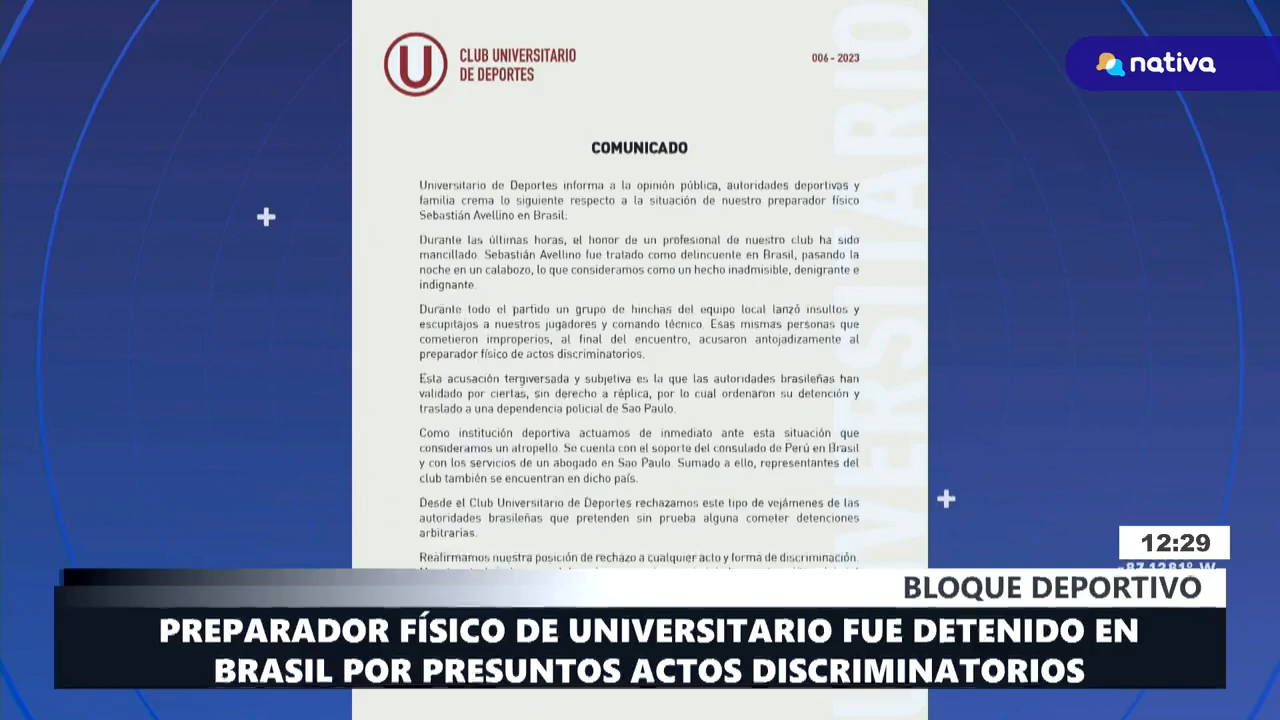 CLUB UNIVERSITARIO
DE DEPORTES
006 - 2023
nativa
COMUNICADO
Universitario de Deportes informa a la opinión pública, autoridades deportivas y
familia crema lo siguiente respecto a la situación de nuestro preparador físico
Sebastián Avellino en Brasil:
Durante las últimas horas, el honor de un profesional de nuestro club ha sido
mancillado. Sebastián Avellino fue tratado como delincuente en Brasil, pasando la
noche en un calabozo, lo que consideramos como un hecho inadmisible, denigrante e
indignante.
Durante todo el partido un grupo de hinchas del equipo local lanzó insultos y
escupitajos a nuestros jugadores y comando técnico. Esas mismas personas que
cometieron improperios, al final del encuentro, acusaron antojadizamente al
preparador físico de actos discriminatorios.
Esta acusación tergiversada y subjetiva es la que las autoridades brasileñas han
validado por ciertas, sin derecho a réplica, por lo cual ordenaron su detención y
traslado a una dependencia policial de Sao Paulo.
Como institución deportiva actuamos de inmediato ante esta situación que
consideramos un atropello. Se cuenta con el soporte del consulado de Perú en Brasil
y con los servicios de un abogado en Sao Paulo. Sumado a ello, representantes del
club también se encuentran en dicho país.
Desde el Club Universitario de Deportes rechazamos este tipo de vejámenes de las
autoridades brasileñas que pretenden sin prueba alguna cometer detenciones
arbitrarias.
Reafirmamos nuestra posición de rechazo a cualquier acto y forma de discriminación.
UNIVERSITARIO
12:29
BLOQUE DEPORTIVO
PREPARADOR FÍSICO DE UNIVERSITARIO FUE DETENIDO EN
BRASIL POR PRESUNTOS ACTOS DISCRIMINATORIOS